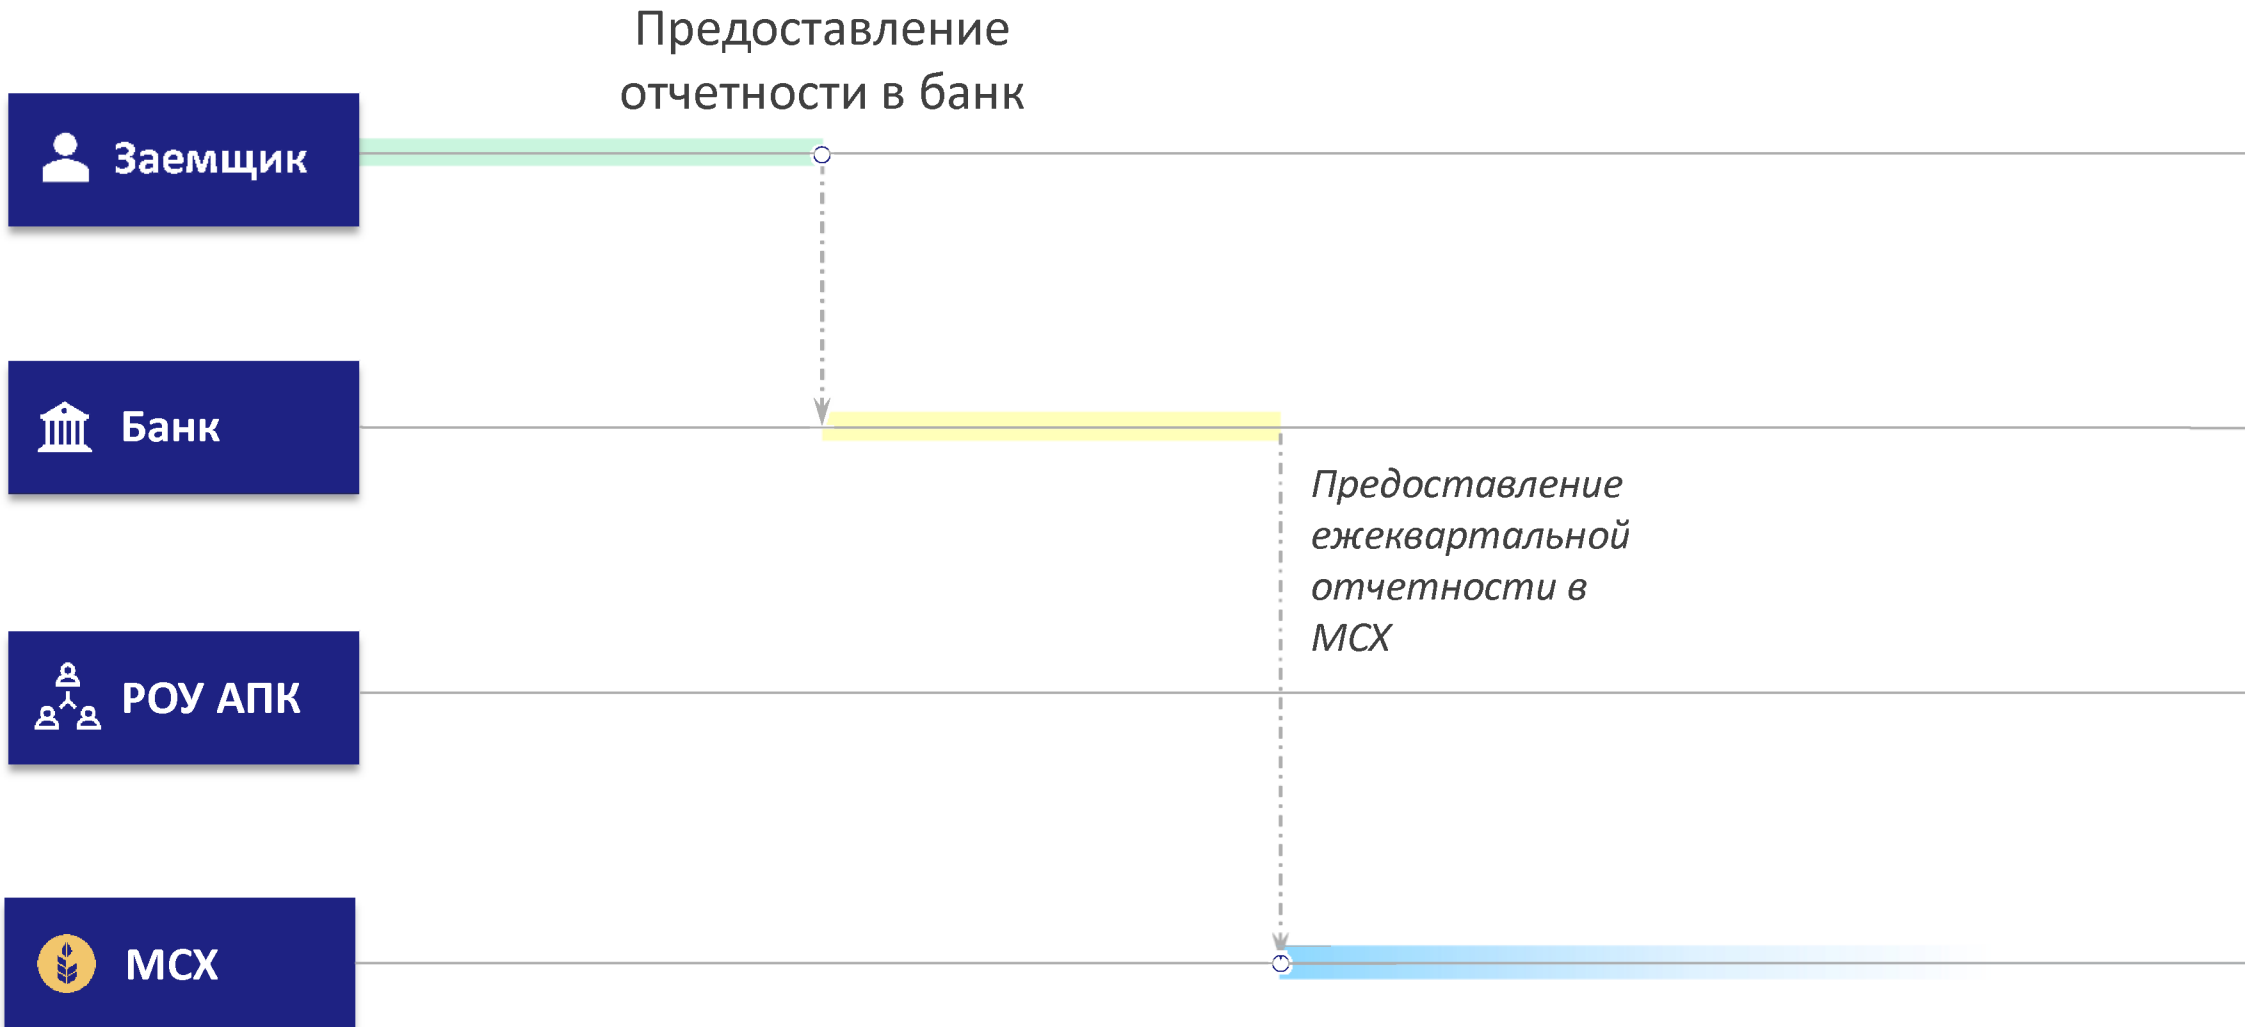 Предоставление
отчетности в банк
Заемщик
Банк
Предоставление
ежеквартальной
отчетности в
МСХ
РОУ АПК
МСХ